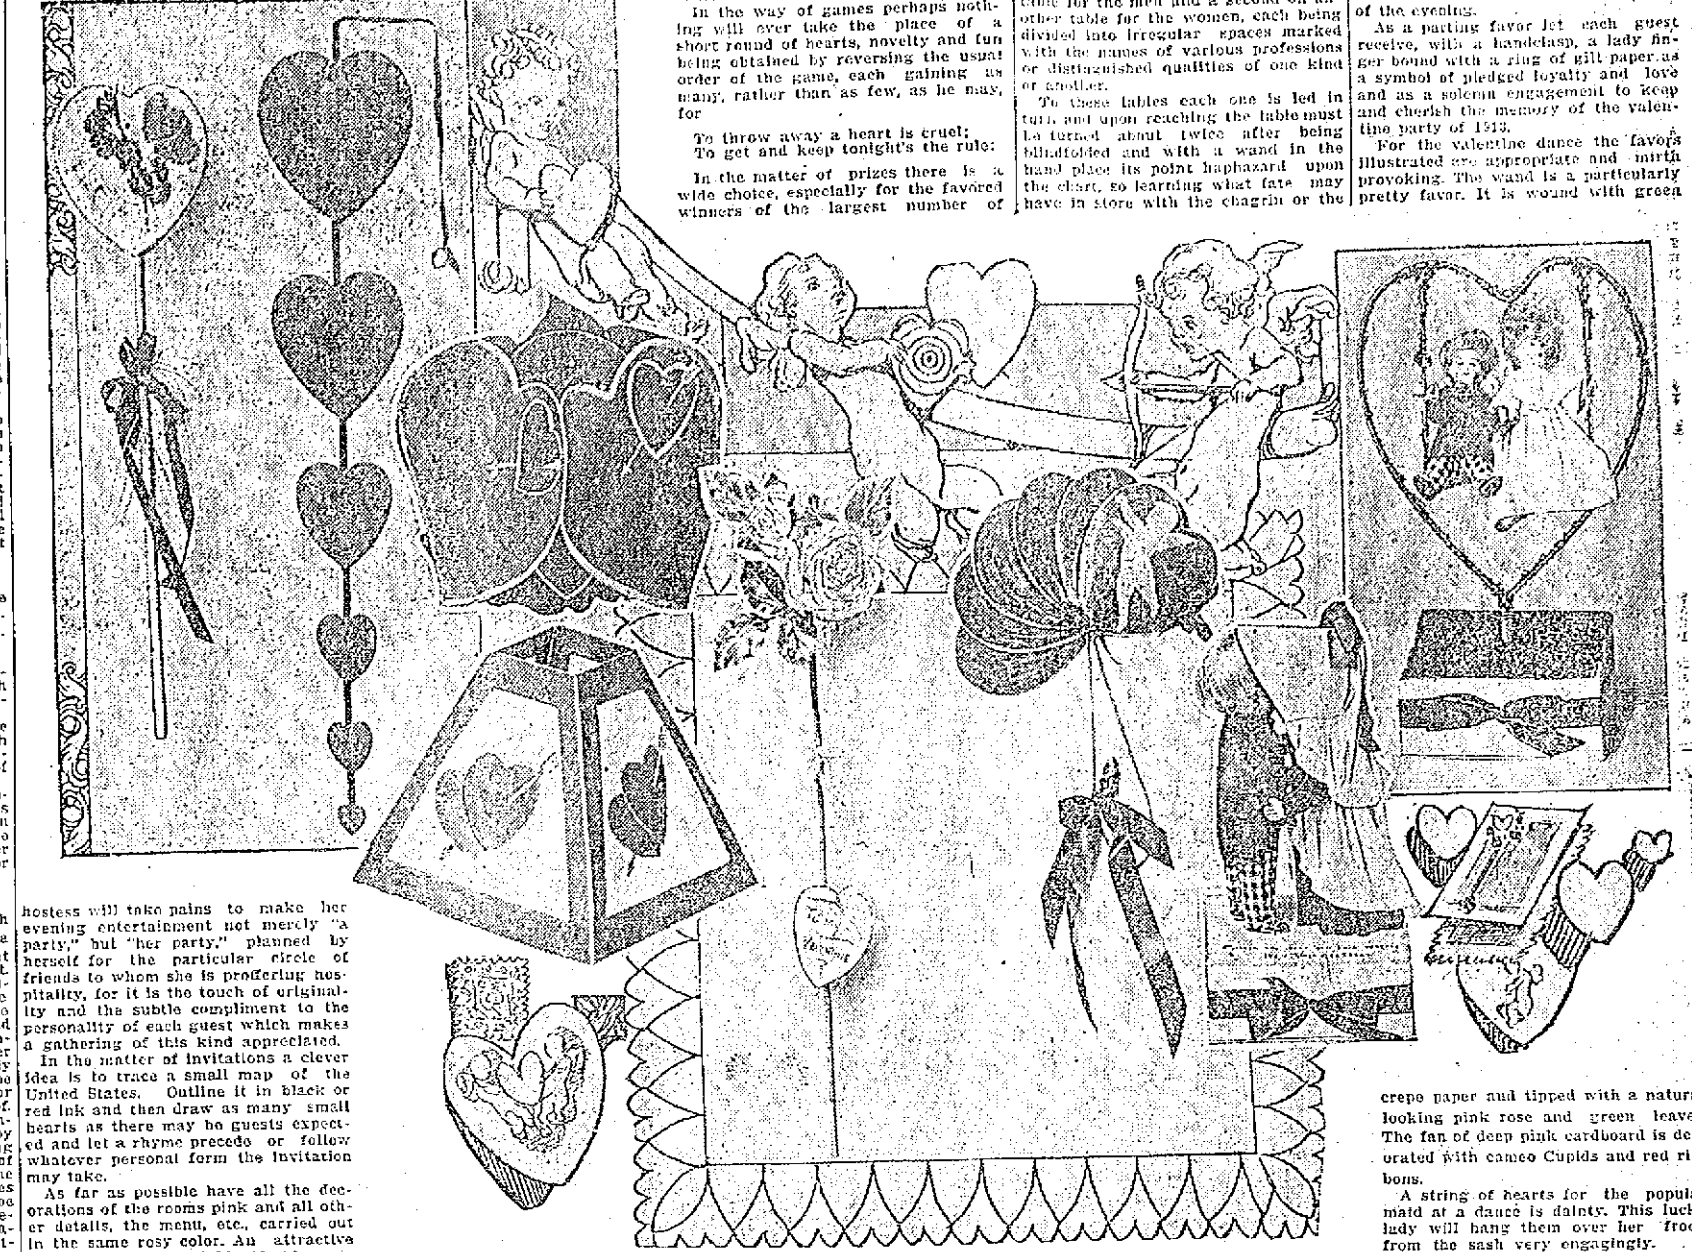 hostess will take pains to make her
evening entertainment not merely "a
party," but "her party," planned by
herself for the particular circle of
friends to whom she is proffering hos-
pitality, for it is the touch of original-
ity and the subtle compliment to the
personality of each guest which makes
a gathering of this kind appreciated.
In the matter of invitations a clever
idea is to trace a small map of the
United States. Outline it in black or
red ink and then draw as many small
hearts as there may be guests expect-
ed and let a rhyme precede or follow
whatever personal form the invitation
may take.
As far as possible have all the dec-
orations of the rooms pink and all oth-
er details, the menu, etc., carried out
in the same rosy color. An attractive
In the way of games perhaps noth-
ing will ever take the place of a
short round of hearts, novelty and fun
being obtained by reversing the usual
order of the game, each gaining as
many, rather than as few, as he may,
for
To throw away a heart is cruel;
To get and keep tonight's the rule:
In the matter of prizes there is a
wide choice, especially for the favored
winners of the largest number of
for the men and a second on an-
other table for the women, each being
divided into irregular spaces marked
with the names of various professions
or distinguished qualities of one kind
or another.
To these tables each one is led in
turn and upon reaching the table must
be turned about twice after being
blindfolded and with a wand in the
hand place its point haphazard upon
the chart, so learning what fate may
have in store with the chagrin or the
of the evening.
As a parting favor let each guest
receive, with a handclasp, a lady fin-
ger bound with a ring of gilt paper as
a symbol of pledged loyalty and love
and as a solemn engagement to keep
and cherish the memory of the valen-
tine party of 1913.
For the valentine dance the favors
illustrated are appropriate and mirth
provoking. The wand is a particularly
pretty favor. It is wound with green
crepe paper and tipped with a natur
looking pink rose and green leave
The fan of deep pink cardboard is de
orated with cameo Cupids and red ri
bons.
A string of hearts for the popul
maid at a dance is dainty. This luck
lady will hang them over her fro
from the sash very engagingly.